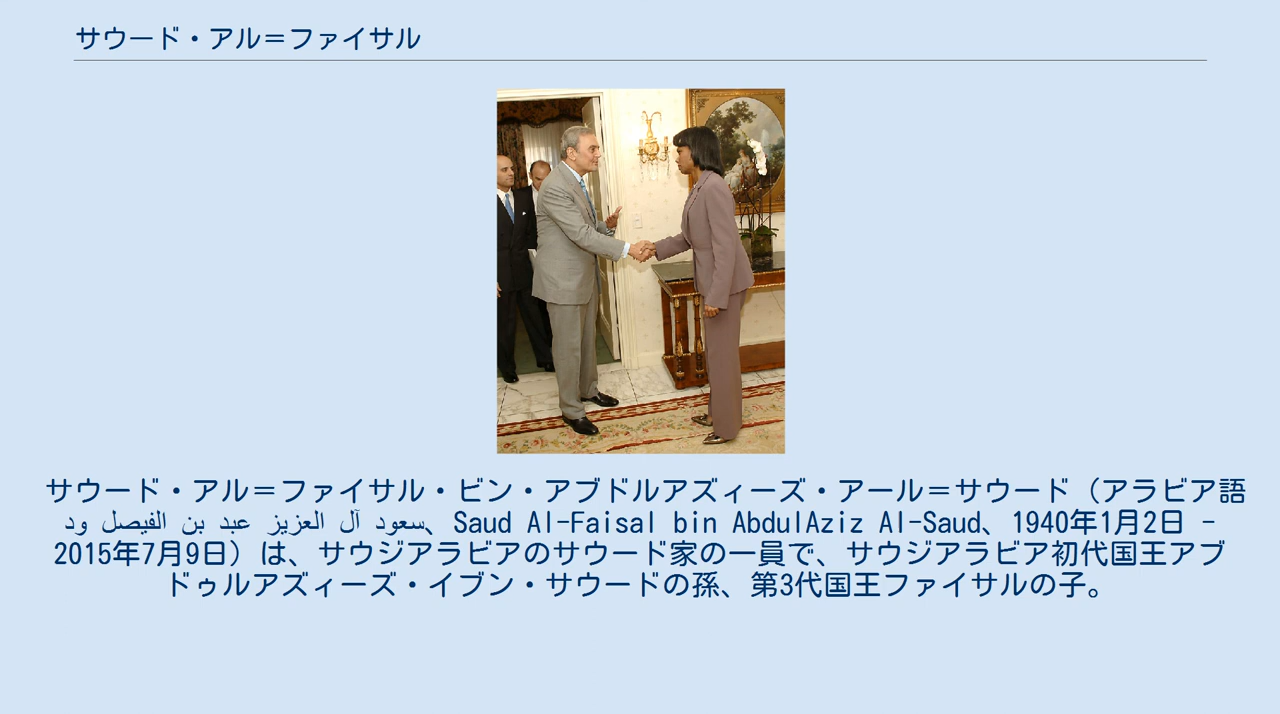 サウード・アル＝ファイサル
サウード・アル＝ファイサル・ビン・アブドルアズィーズ・アール＝サウード（アラビア語
سعود آل العزيز عبد بن الفيصل ود、Saud Al-Faisal bin AbdulAziz Al-Saud、1940年1月2日 -
2015年7月9日）は、サウジアラビアのサウード家の一員で、サウジアラビア初代国王アブ
ドゥルアズィーズ・イブン・サウードの孫、第3代国王ファイサルの子。